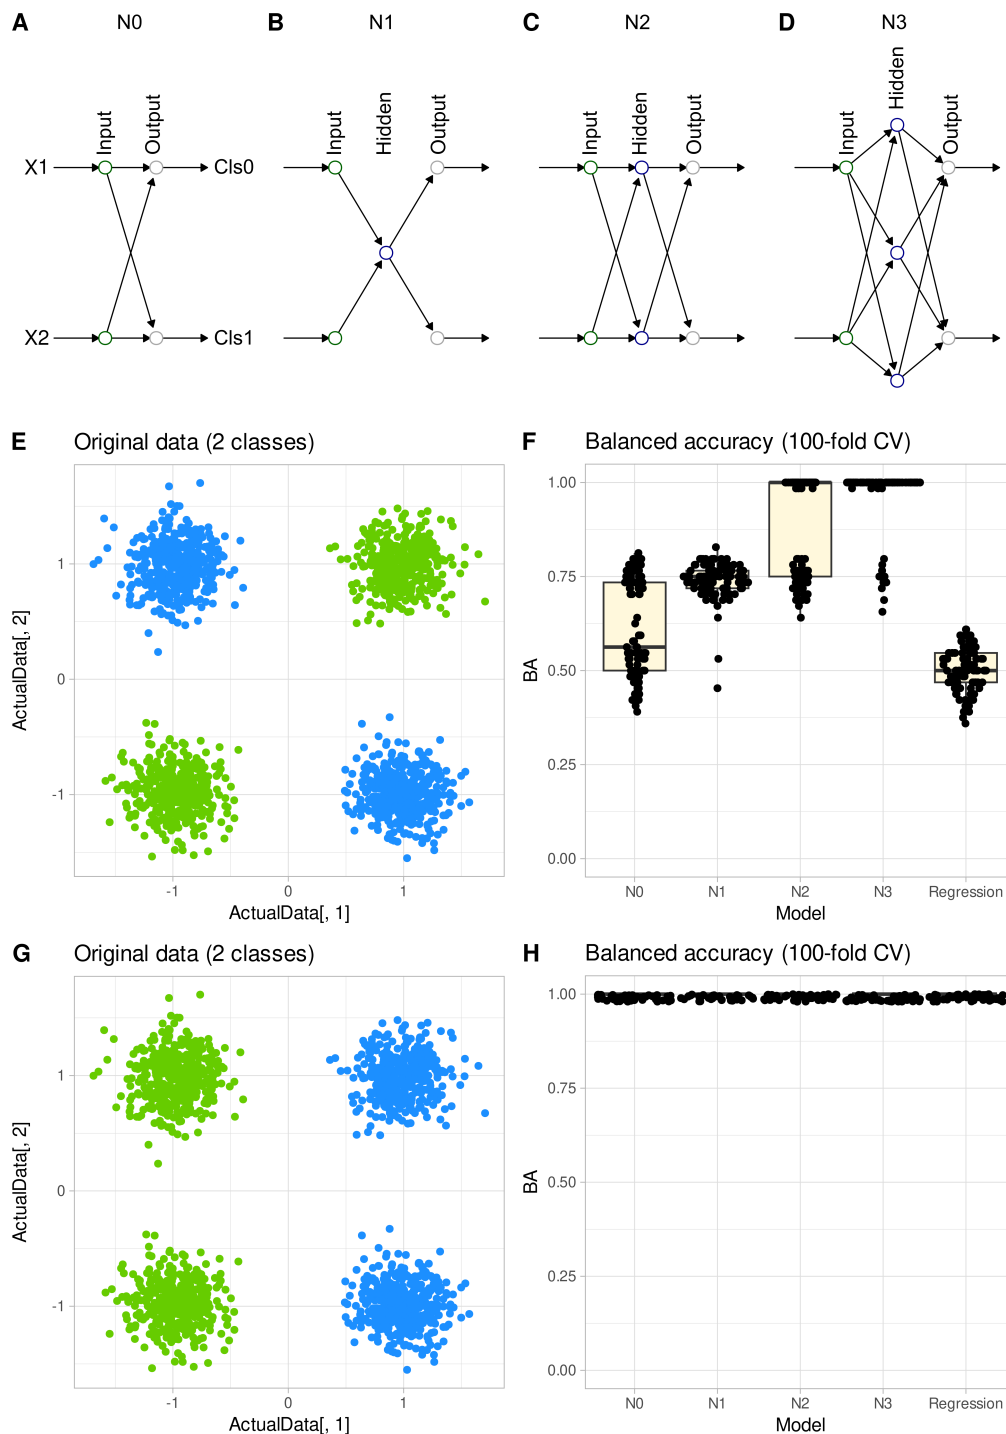 A N0 B N1 C N2 D N3
Input Output Input Hidden Output Input Hidden Output Input Hidden Output
X1 Cls0
X2 Cls1
E Original data (2 classes)
ActualData[, 2]
1
0
-1
-1 0 1
ActualData[, 1]
F Balanced accuracy (100-fold CV)
BA
1.00
0.75
0.50
0.25
0.00
N0 N1 N2 N3 Regression
Model
G Original data (2 classes)
ActualData[, 2]
1
0
-1
-1 0 1
ActualData[, 1]
H Balanced accuracy (100-fold CV)
BA
1.00
0.75
0.50
0.25
0.00
N0 N1 N2 N3 Regression
Model